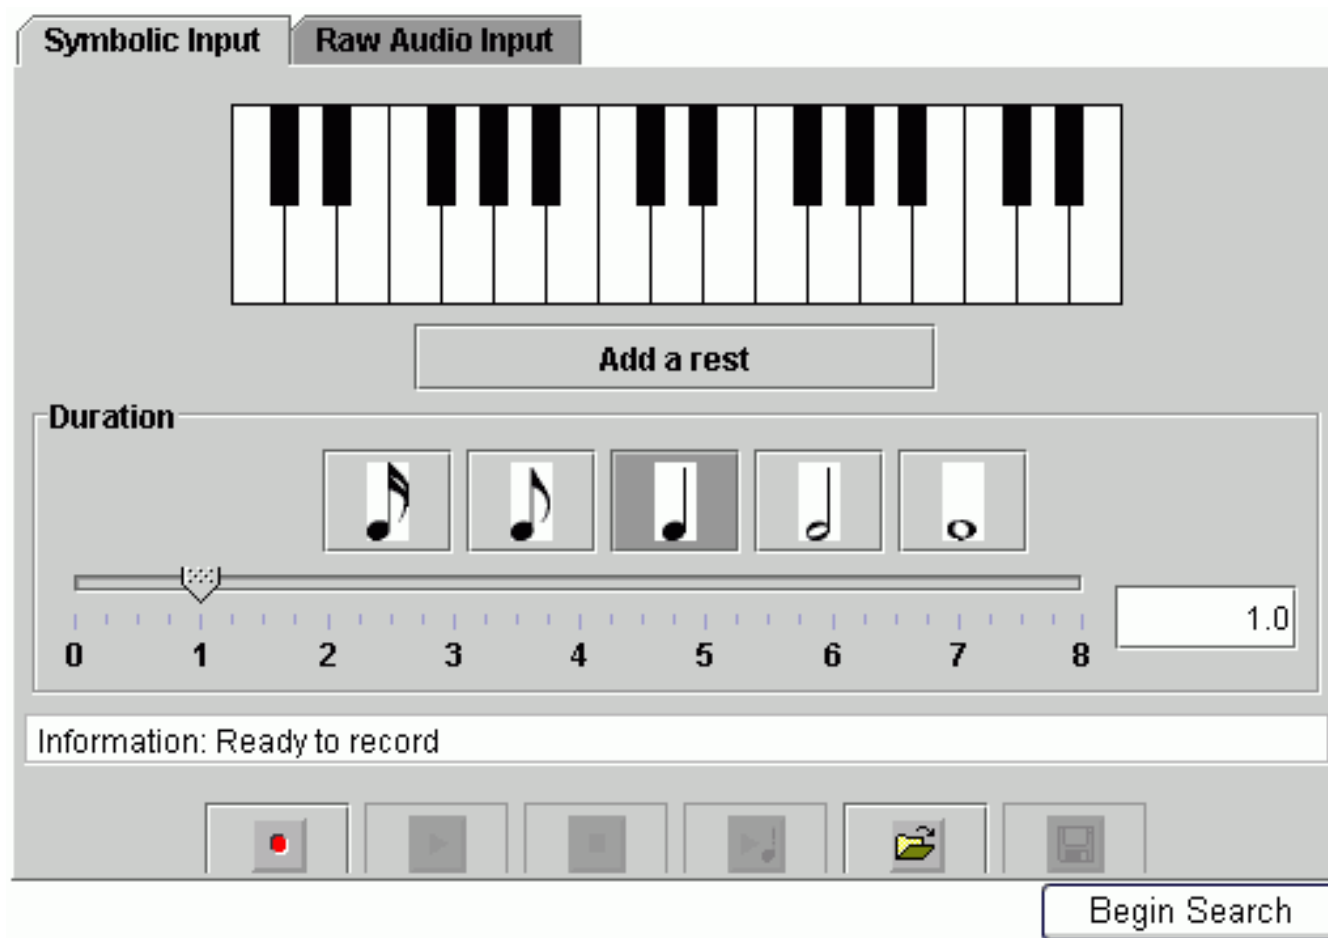 Symbolic Input Raw Audio Input
Add a rest
Duration
1.0
0 1 2 3 4 5 6 7 8
Information: Ready to record
Begin Search